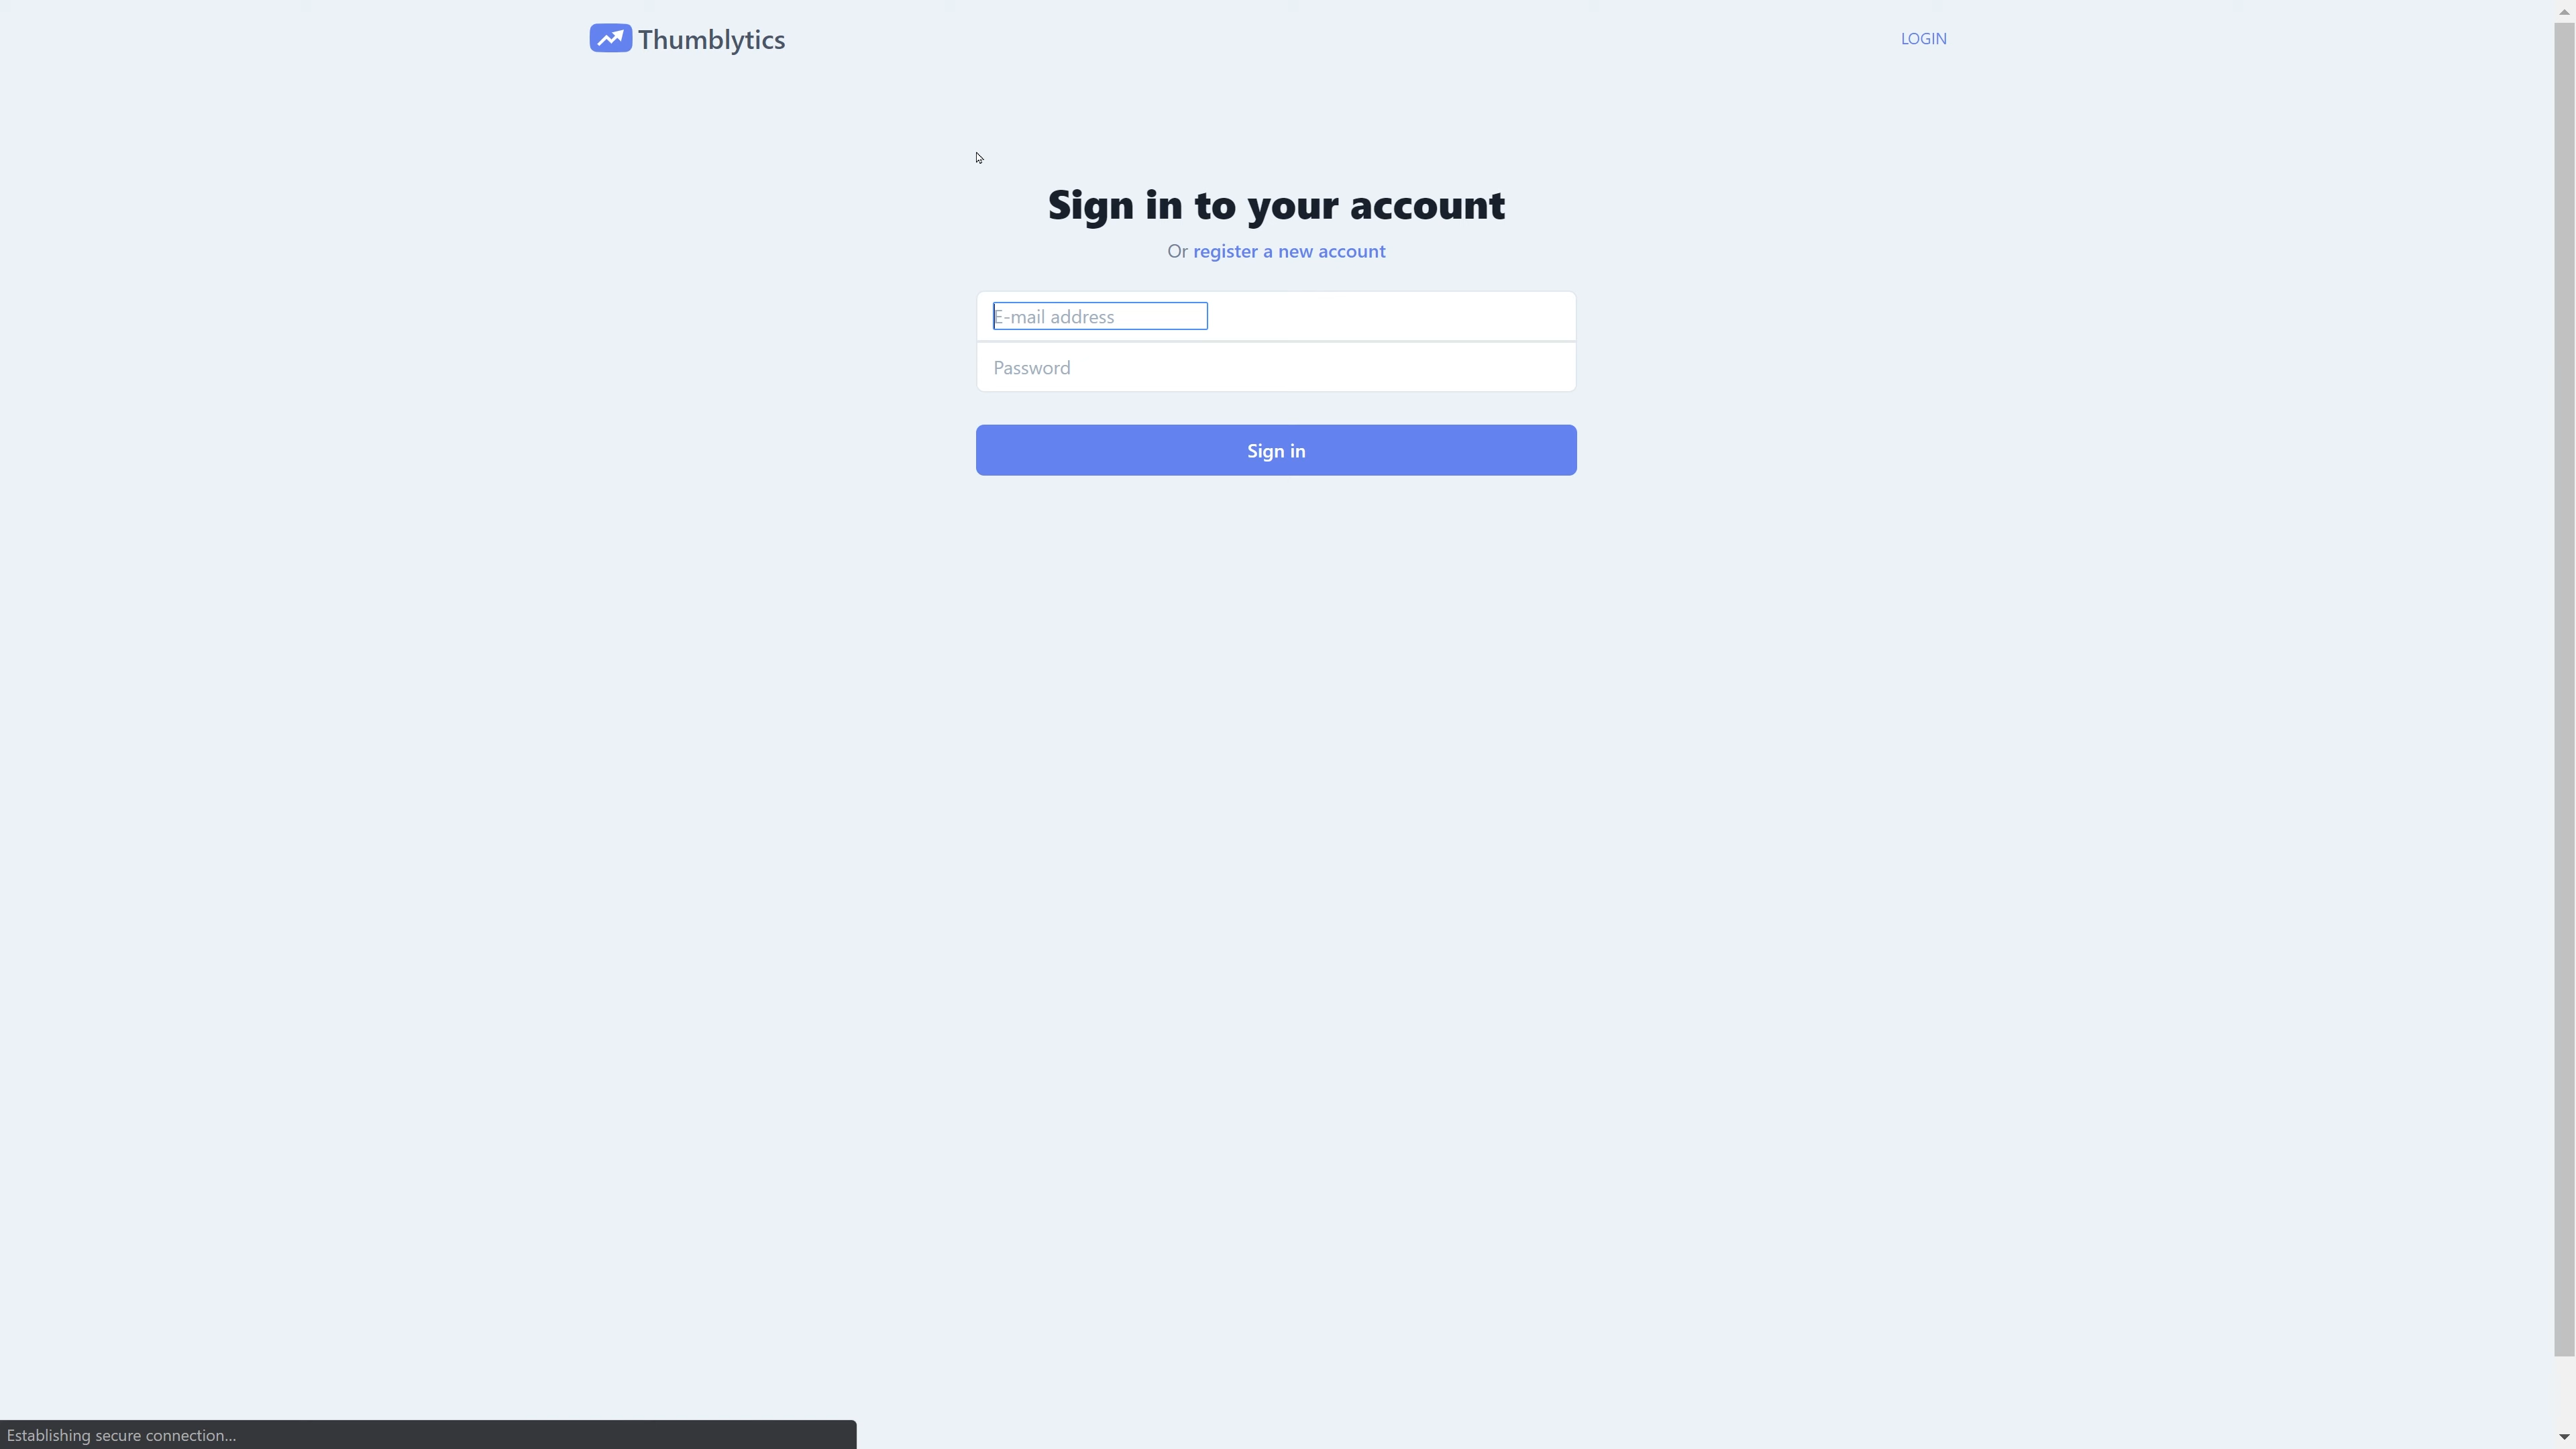 Thumblytics
LOGIN
Sign in to your account
Or register a new account
E-mail address
Password
Sign in
Establishing secure connection...